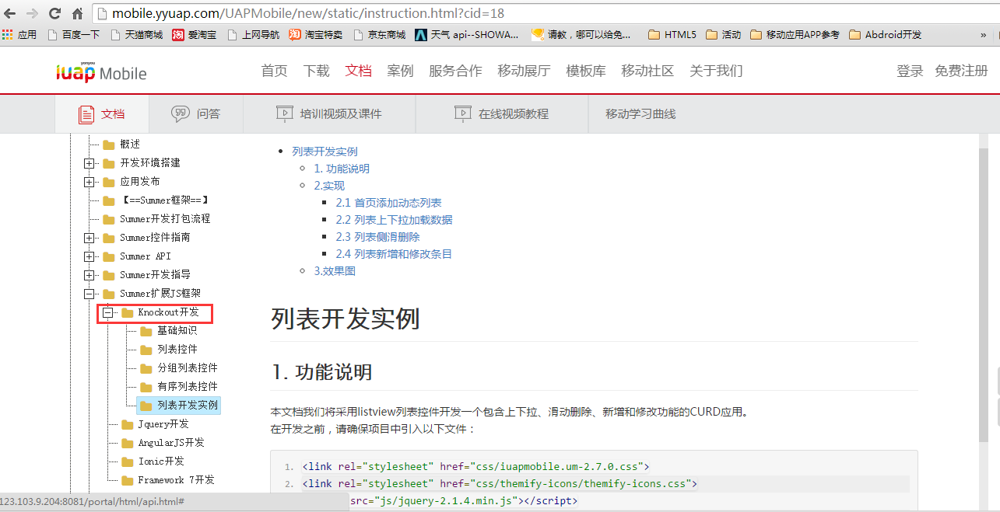 mobile.yyuap.com/UAPMobile/new/static/instruction.html?cid=18
应用 百度一下 天猫商城 淘 爱淘宝 上网导航 淘 淘宝特卖 京东商城 天气 api--SHOWA... 请教，哪可以给免... HTML5 活动 移动应用APP参考 Abdroid开发 »
yonyou
iuap Mobile 首页 下载 文档 案例 服务合作 移动展厅 模板库 移动社区 关于我们 登录 免费注册
文档 问答 培训视频及课件 在线视频教程 移动学习曲线
概述
开发环境搭建
应用发布
【==Summer框架==】
Summer开发打包流程
Summer控件指南
Summer API
Summer开发指导
Summer扩展JS框架
Knockout开发
基础知识
列表控件
分组列表控件
有序列表控件
列表开发实例
Jquery开发
AngularJS开发
Ionic开发
Framework 7开发
123.103.9.204:8081/portal/html/api.html#
列表开发实例
1. 功能说明
2.实现
2.1 首页添加动态列表
2.2 列表上下拉加载数据
2.3 列表侧滑删除
2.4 列表新增和修改条目
3.效果图
列表开发实例
1. 功能说明
本文档我们将采用listview列表控件开发一个包含上下拉、滑动删除、新增和修改功能的CURD应用。
在开发之前，请确保项目中引入以下文件：
1. <link rel="stylesheet" href="css/iuapmobile.um-2.7.0.css">
2. <link rel="stylesheet" href="css/themify-icons/themify-icons.css">
src="js/jquery-2.1.4.min.js"></script>